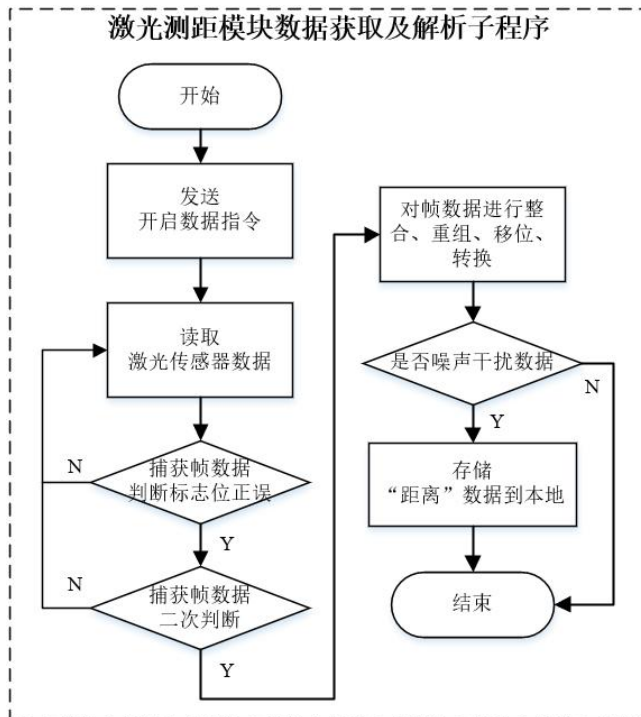 激光测距模块数据获取及解析子程序
开始
发送
开启数据指令
读取
激光传感器数据
捕获帧数据
判断标志位正误
N
Y
捕获帧数据
二次判断
N
Y
对帧数据进行整
合、重组、移位、
转换
是否噪声干扰数据
N
Y
存储
“距离”数据到本地
结束